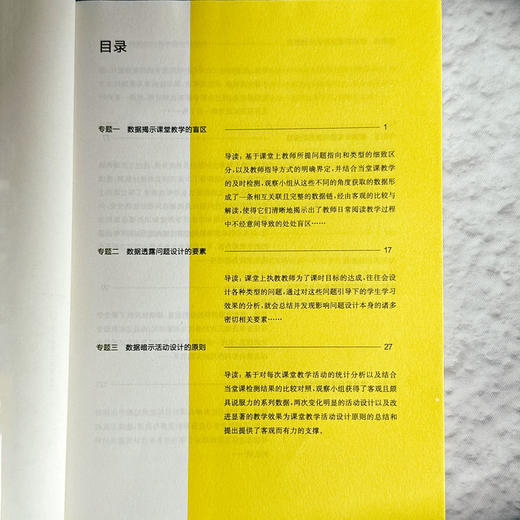 目录
专题一 数据揭示课堂教学的盲区 1
导读：基于课堂上教师所提问题指向和类型的细致区
分，以及教师指导方式的明确界定，并结合当堂课教学
的及时检测，观察小组从这些不同的角度获取的数据形
成了一条相互关联且完整的数据链，经由客观的比较与
解读，使得它们清晰地揭示出了教师日常阅读教学过程
中不经意间导致的处处盲区……
专题二 数据透露问题设计的要素 17
导读：课堂上执教教师为了课时目标的达成，往往会设
计各种类型的问题，通过对这些问题引导下的学生学习
效果的分析，就会总结并发现影响问题设计本身的诸多
密切相关要素……
专题三 数据暗示活动设计的原则 27
导读：基于对每次课堂教学活动的统计分析以及结合
当堂课检测结果的比较对照，观察小组获得了客观且颇
具说服力的系列数据，两次变化明显的活动设计以及改
进显著的教学效果为课堂教学活动设计原则的总结和
提出提供了客观而有力的支撑。